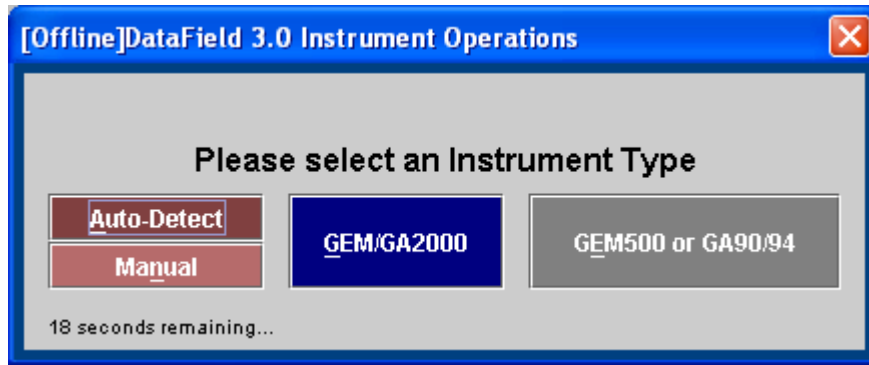 [Offline]DataField 3.0 Instrument Operations
Please select an Instrument Type
Auto-Detect
Manual
GEM/GA2000
GEM500 or GA90/94
18 seconds remaining...